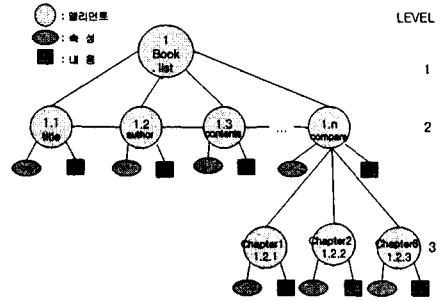 : 엘리먼트
: 속 성
: 내 용
LEVEL
1
Book
list
1
1.1
title
1.2
author
1.3
contents
...
1.n
compare
2
Chapter1
1.2.1
Chapter2
1.2.2
Chapter6
1.2.3
3